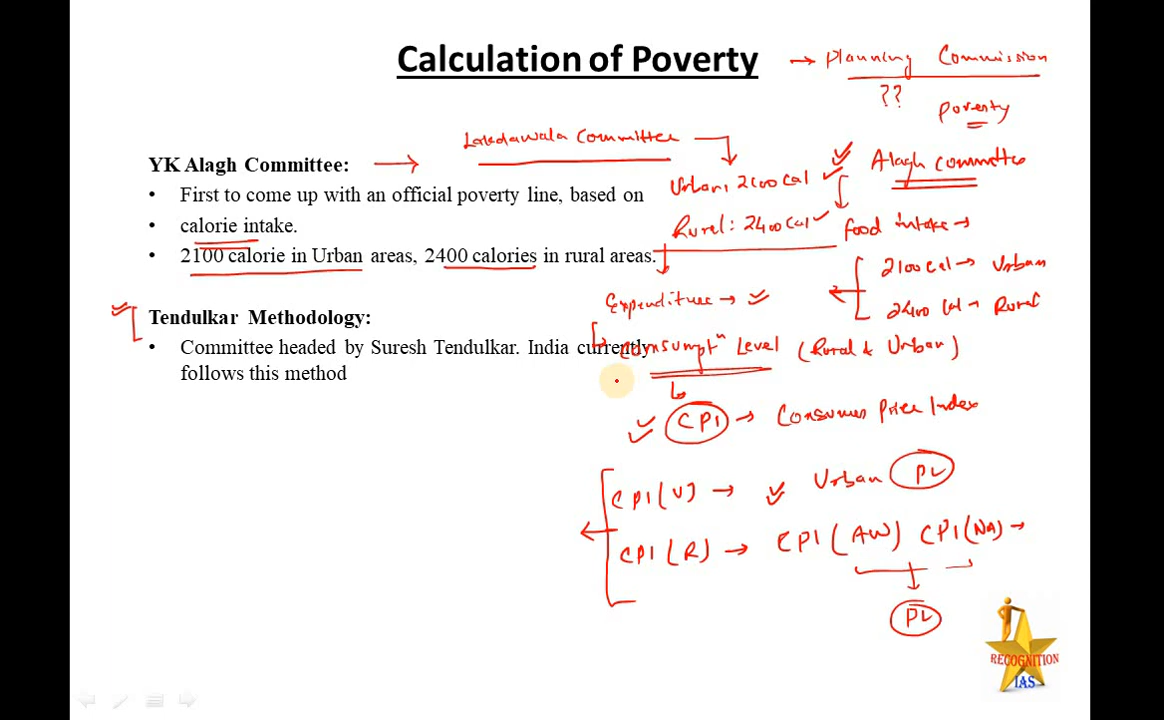 Calculation of Poverty
→ Planning Commission
??
Poverty
Lakdawala Committee
YK Alagh Committee: →
Alagh committee
• First to come up with an official poverty line, based on
Urban, 2100 Cal
• calorie intake.
Rural: 2400 Cal
food intake →
• 2100 calorie in Urban areas, 2400 calories in rural areas.
2100 Cal → Urban
2400 Cal → Rural
Expenditure →
Tendulkar Methodology:
• Committee headed by Suresh Tendulkar. India currently
follows this method
Consumptⁿ Level (Rural & Urban)
CPI → Consumer Price Index
CPI(U) → Urban PL
CPI(R) → CPI(AW) CPI(NA) →
PL
RECOGNITION
IAS